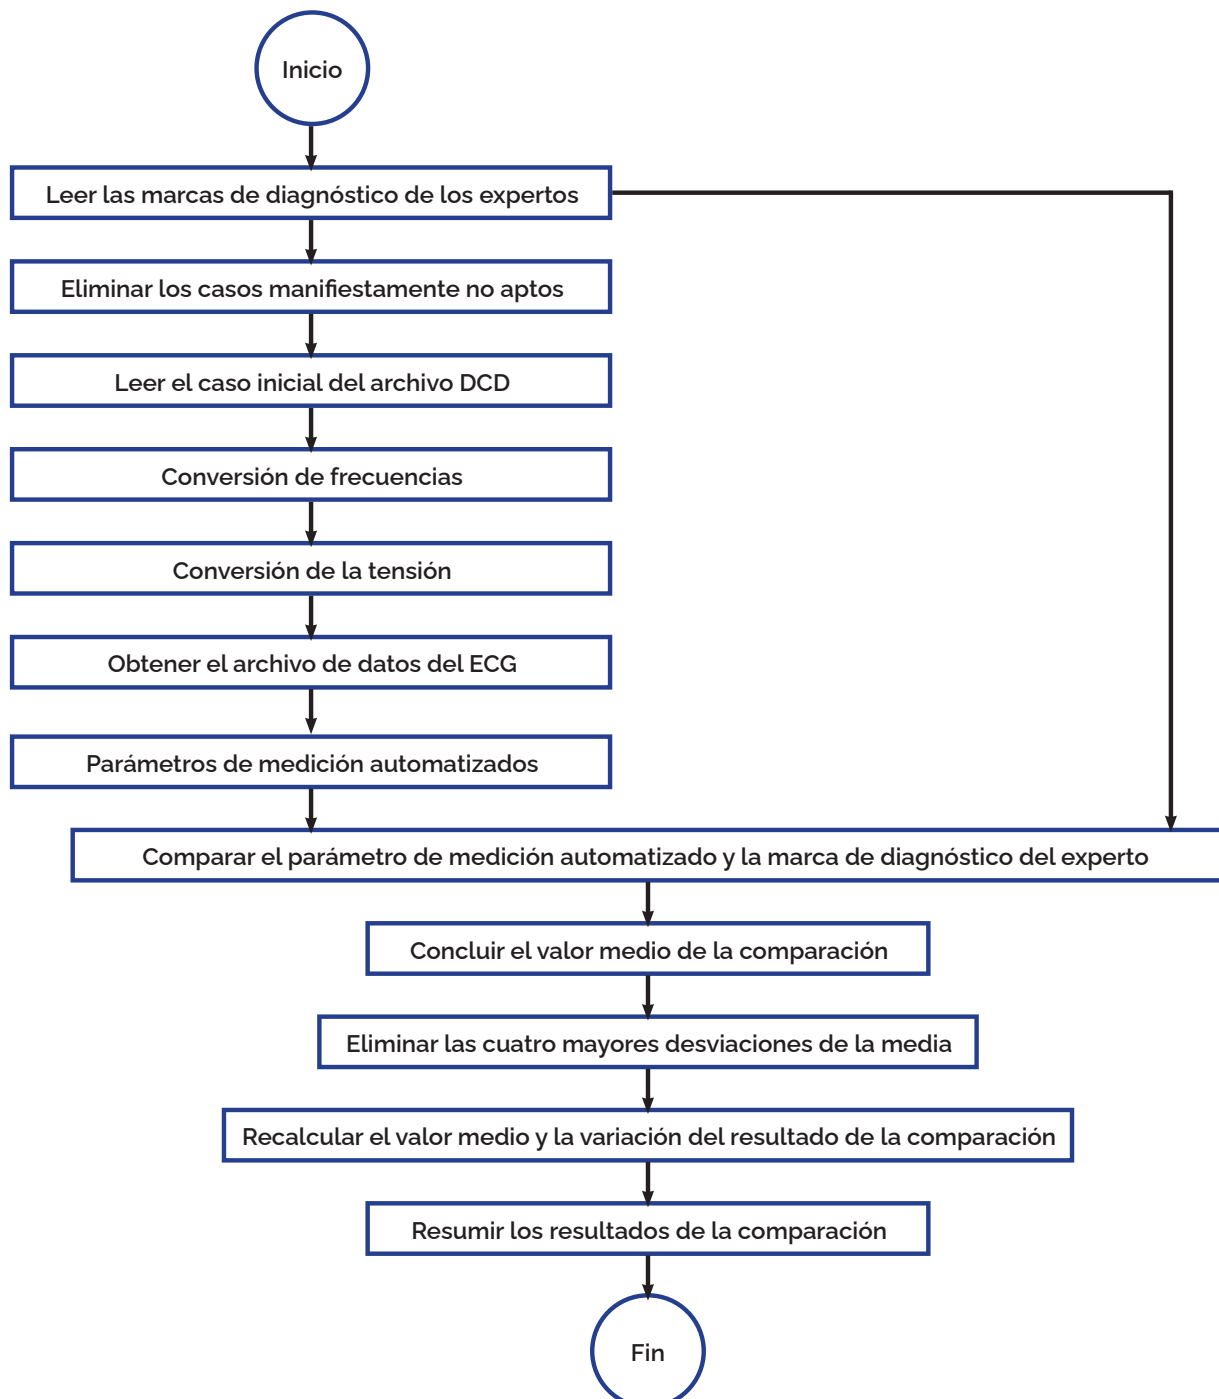 Inicio
Leer las marcas de diagnóstico de los expertos
Eliminar los casos manifiestamente no aptos
Leer el caso inicial del archivo DCD
Conversión de frecuencias
Conversión de la tensión
Obtener el archivo de datos del ECG
Parámetros de medición automatizados
Comparar el parámetro de medición automatizado y la marca de diagnóstico del experto
Concluir el valor medio de la comparación
Eliminar las cuatro mayores desviaciones de la media
Recalcular el valor medio y la variación del resultado de la comparación
Resumir los resultados de la comparación
Fin